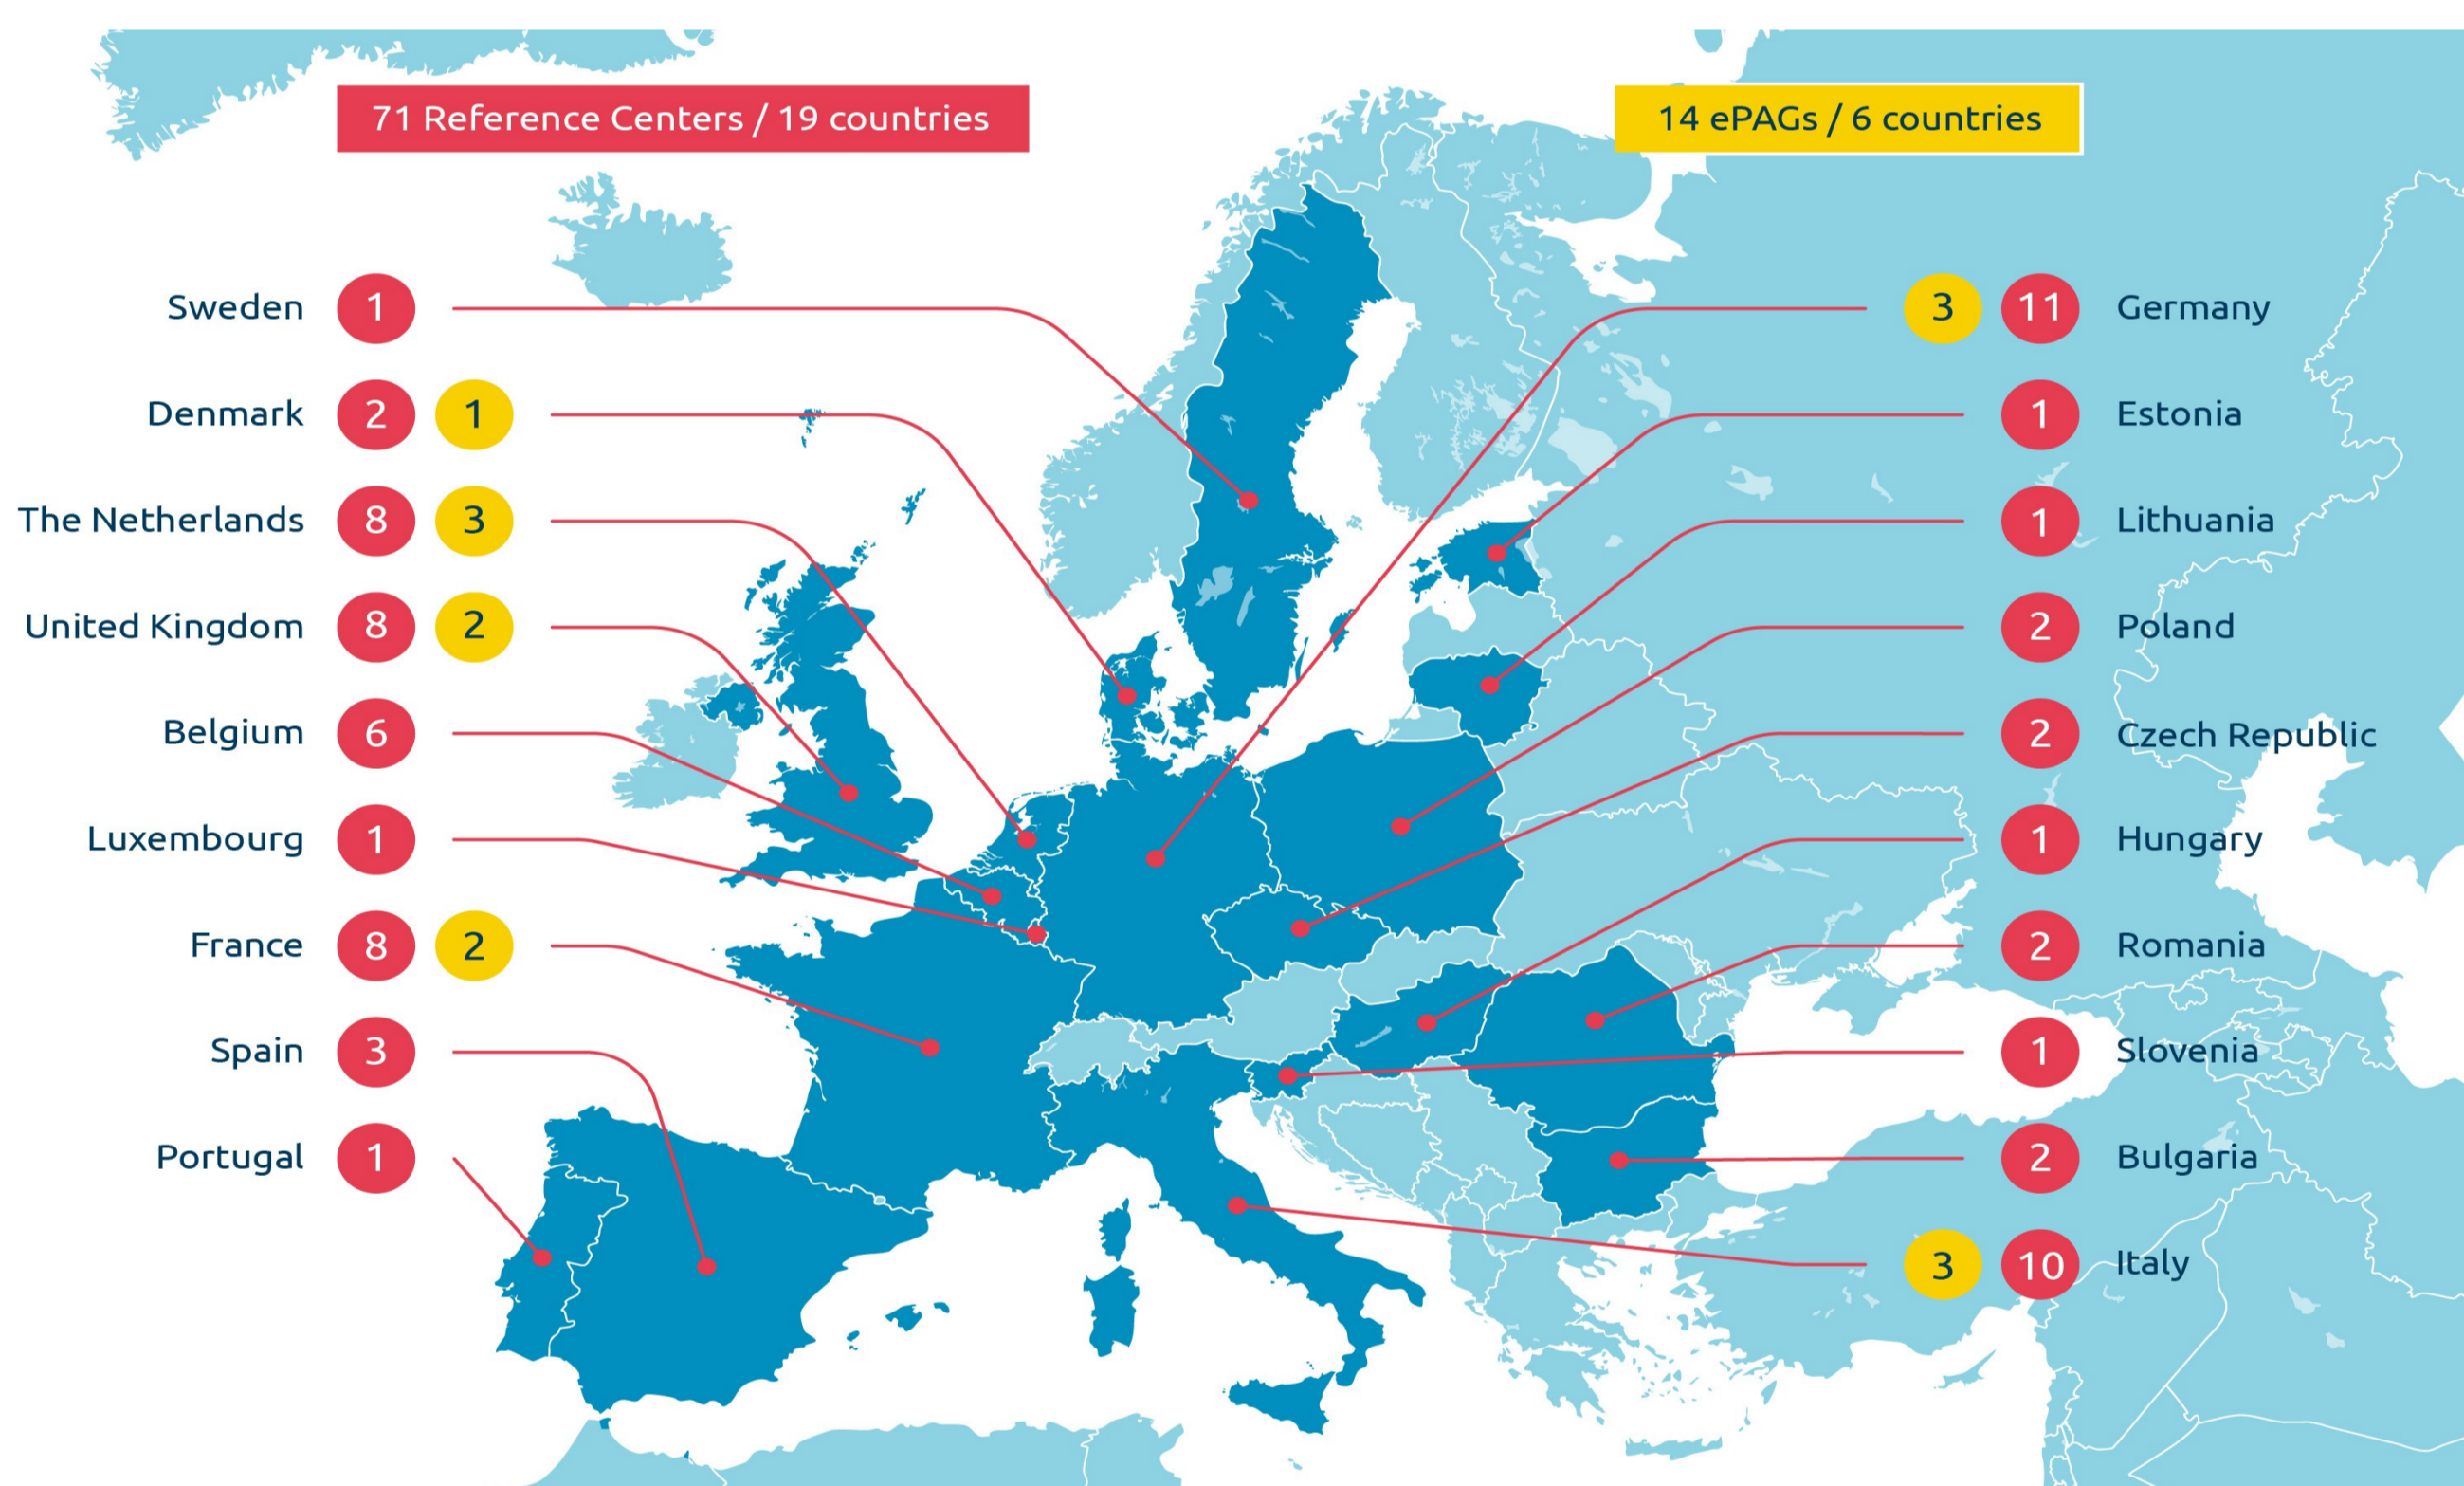 71 Reference Centers / 19 countries
14 ePAGs / 6 countries
Sweden 1
Denmark 2 1
The Netherlands 8 3
United Kingdom 8 2
Belgium 6
Luxembourg 1
France 8 2
Spain 3
Portugal 1
3 11 Germany
1 Estonia
1 Lithuania
2 Poland
2 Czech Republic
1 Hungary
2 Romania
1 Slovenia
2 Bulgaria
3 10 Italy